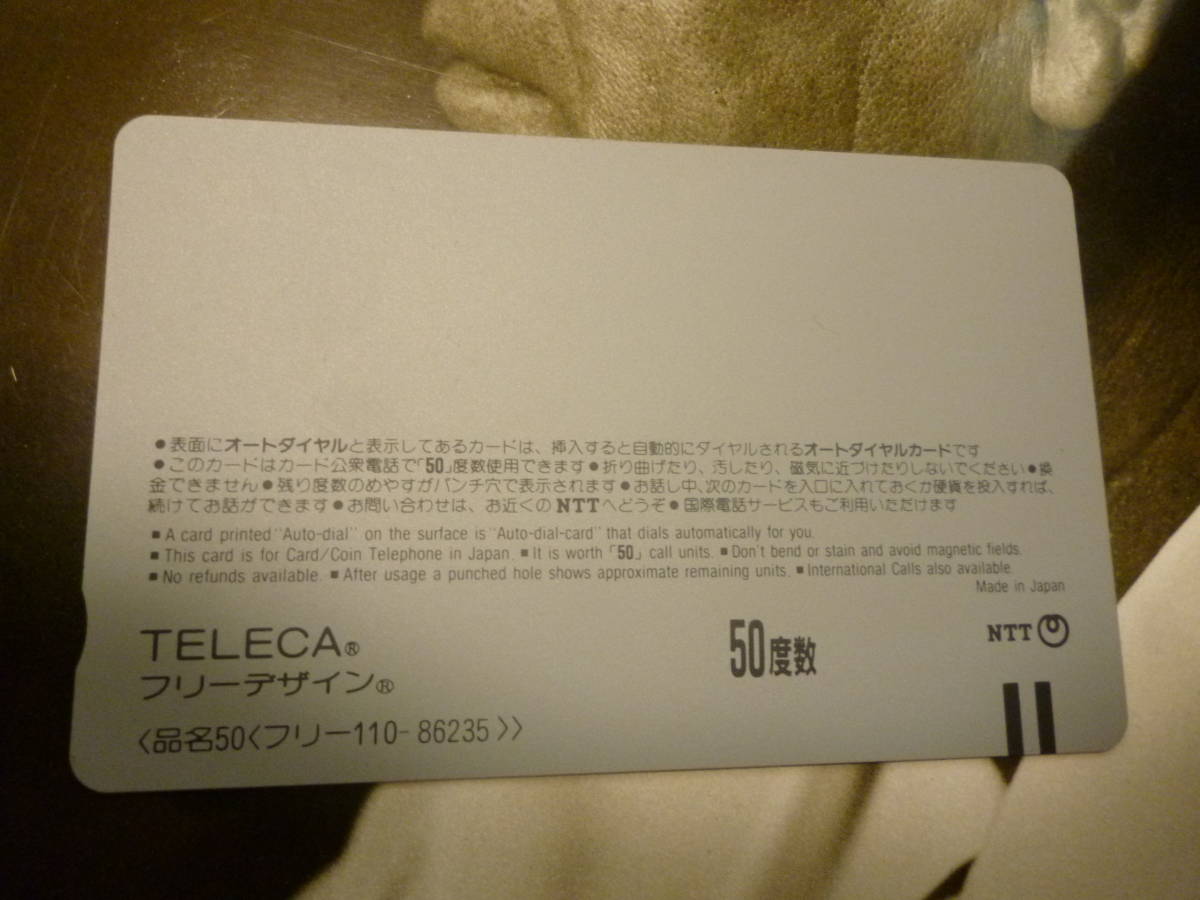 ●表面にオートダイヤルと表示してあるカードは、挿入すると自動的にダイヤルされるオートダイヤルカードです
●このカードはカード公衆電話で「50」度数使用できます●折り曲げたり、汚したり、磁気に近づけたりしないでください●換
金できません●残り度数のめやすがパンチ穴で表示されます●お話し中、次のカードを入口に入れておくか硬貨を投入すれば、
続けてお話ができます●お問い合わせは、お近くのNTTへどうぞ●国際電話サービスもご利用いただけます
■A card printed "Auto-dial" on the surface is "Auto-dial-card" that dials automatically for you.
■This card is for Card/Coin Telephone in Japan. ■It is worth「50」call units. ■Don't bend or stain and avoid magnetic fields.
■No refunds available. ■After usage a punched hole shows approximate remaining units. ■International Calls also available.
Made in Japan
TELECA®
フリーデザイン®
50度数
NTT
〈品名50〈フリー110-86235〉〉